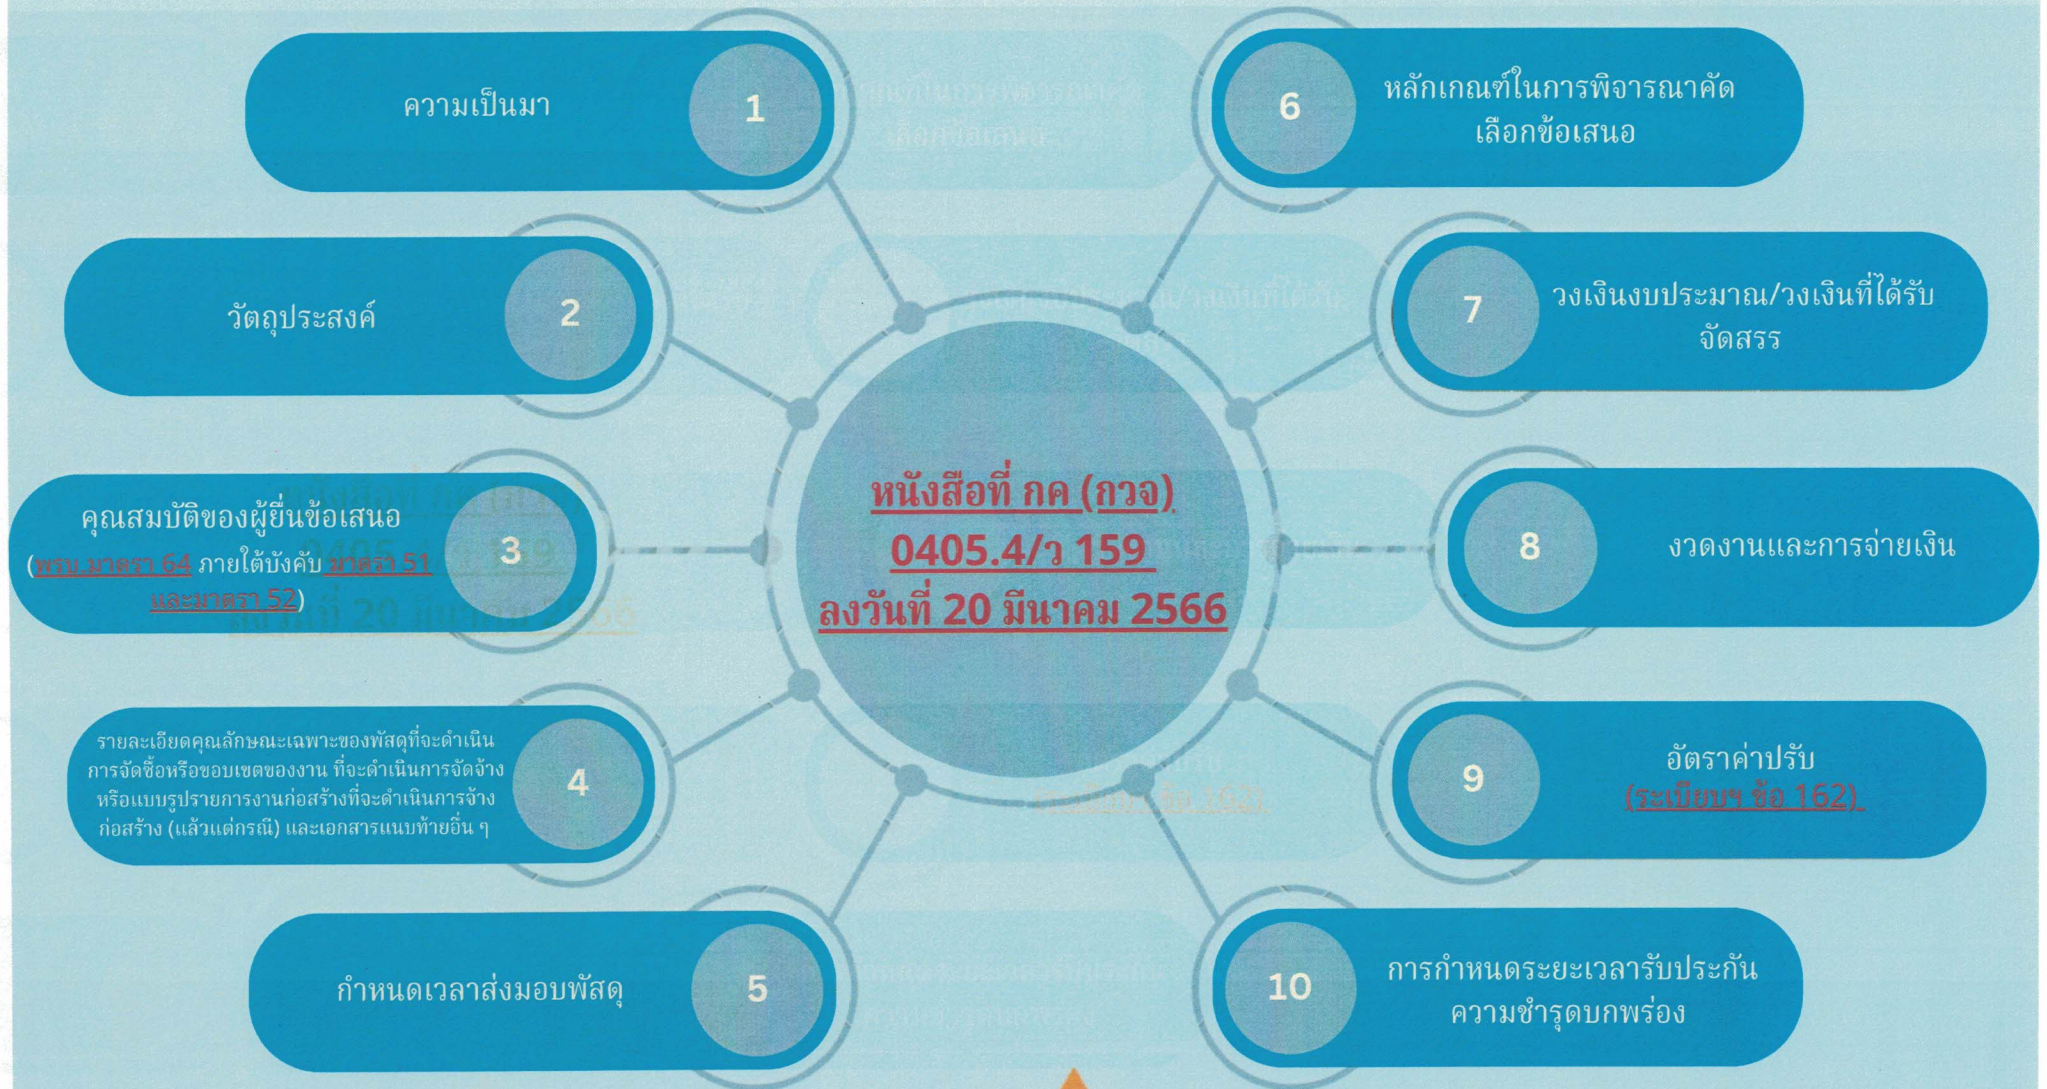 ความเป็นมา
1
วัตถุประสงค์
2
คุณสมบัติของผู้ยื่นข้อเสนอ
(พรบ.มาตรา 64 ภายใต้บังคับ มาตรา 51
และมาตรา 52)
3
รายละเอียดคุณลักษณะเฉพาะของพัสดุที่จะดำเนิน
การจัดซื้อหรือขอบเขตของงาน ที่จะดำเนินการจัดจ้าง
หรือแบบรูปรายการงานก่อสร้างที่จะดำเนินการจ้าง
ก่อสร้าง (แล้วแต่กรณี) และเอกสารแนบท้ายอื่น ๆ
4
กำหนดเวลาส่งมอบพัสดุ
5
หนังสือที่ กค (กวจ)
0405.4/ว 159
ลงวันที่ 20 มีนาคม 2566
6
หลักเกณฑ์ในการพิจารณาคัด
เลือกข้อเสนอ
7
วงเงินงบประมาณ/วงเงินที่ได้รับ
จัดสรร
8
งวดงานและการจ่ายเงิน
9
อัตราค่าปรับ
(ระเบียบฯ ข้อ 162)
10
การกำหนดระยะเวลารับประกัน
ความชำรุดบกพร่อง